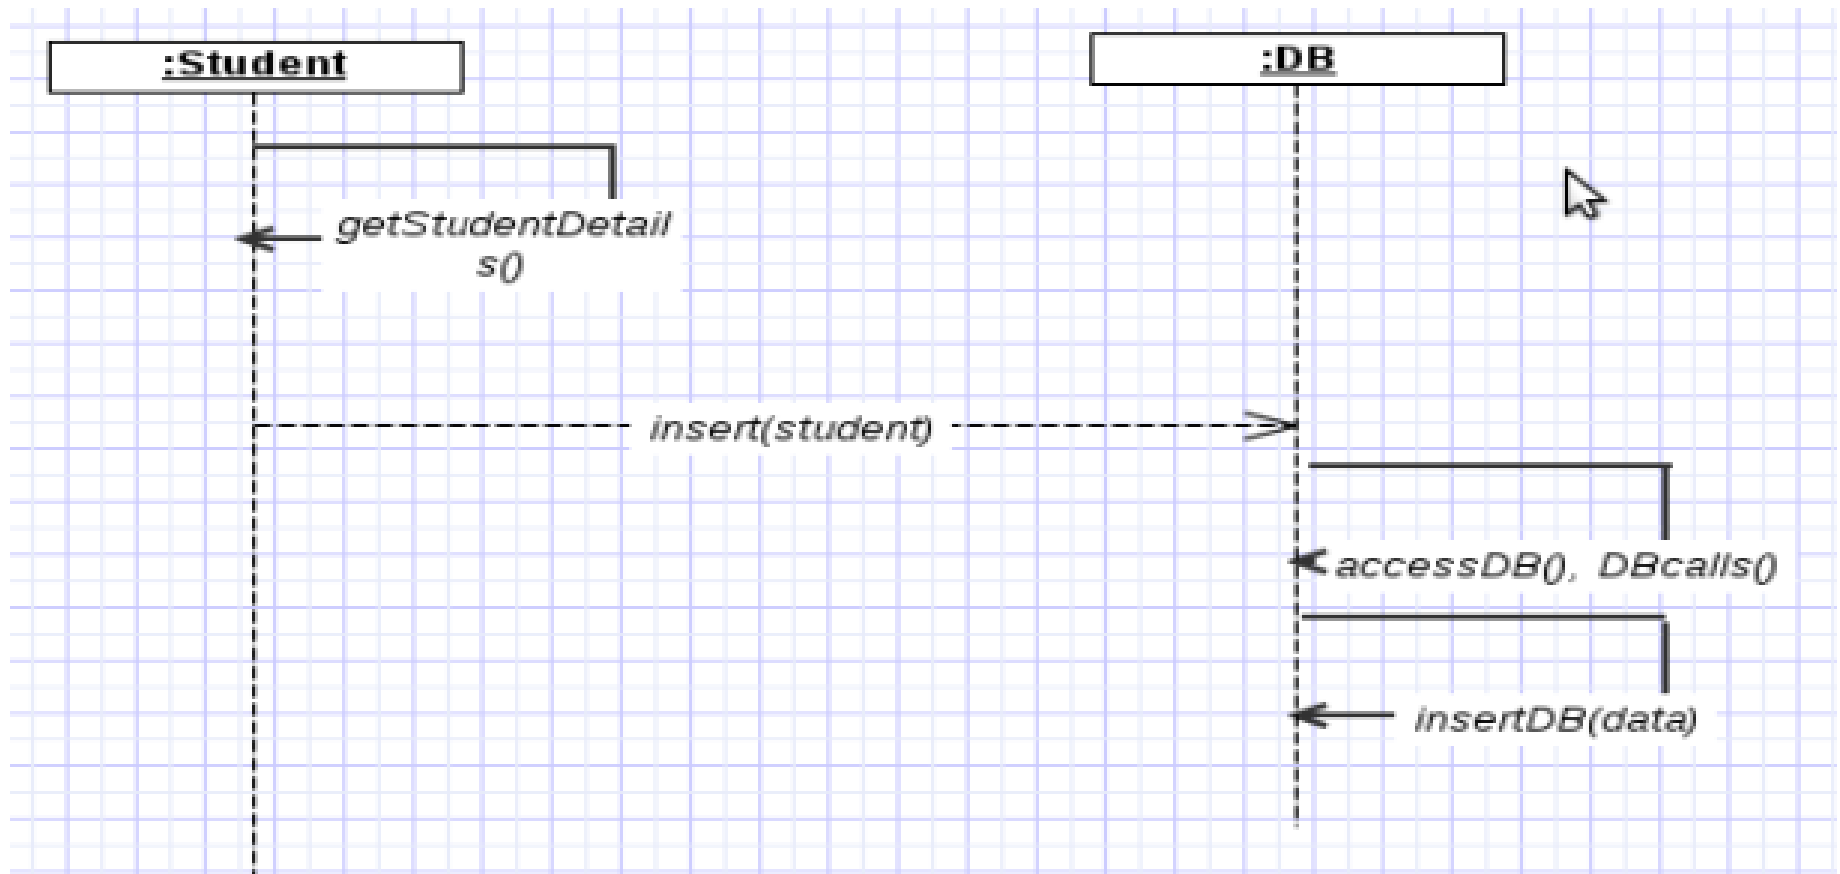 :Student
:DB
getStudentDetail
s()
insert(student)
accessDB(), DBcalls()
insertDB(data)